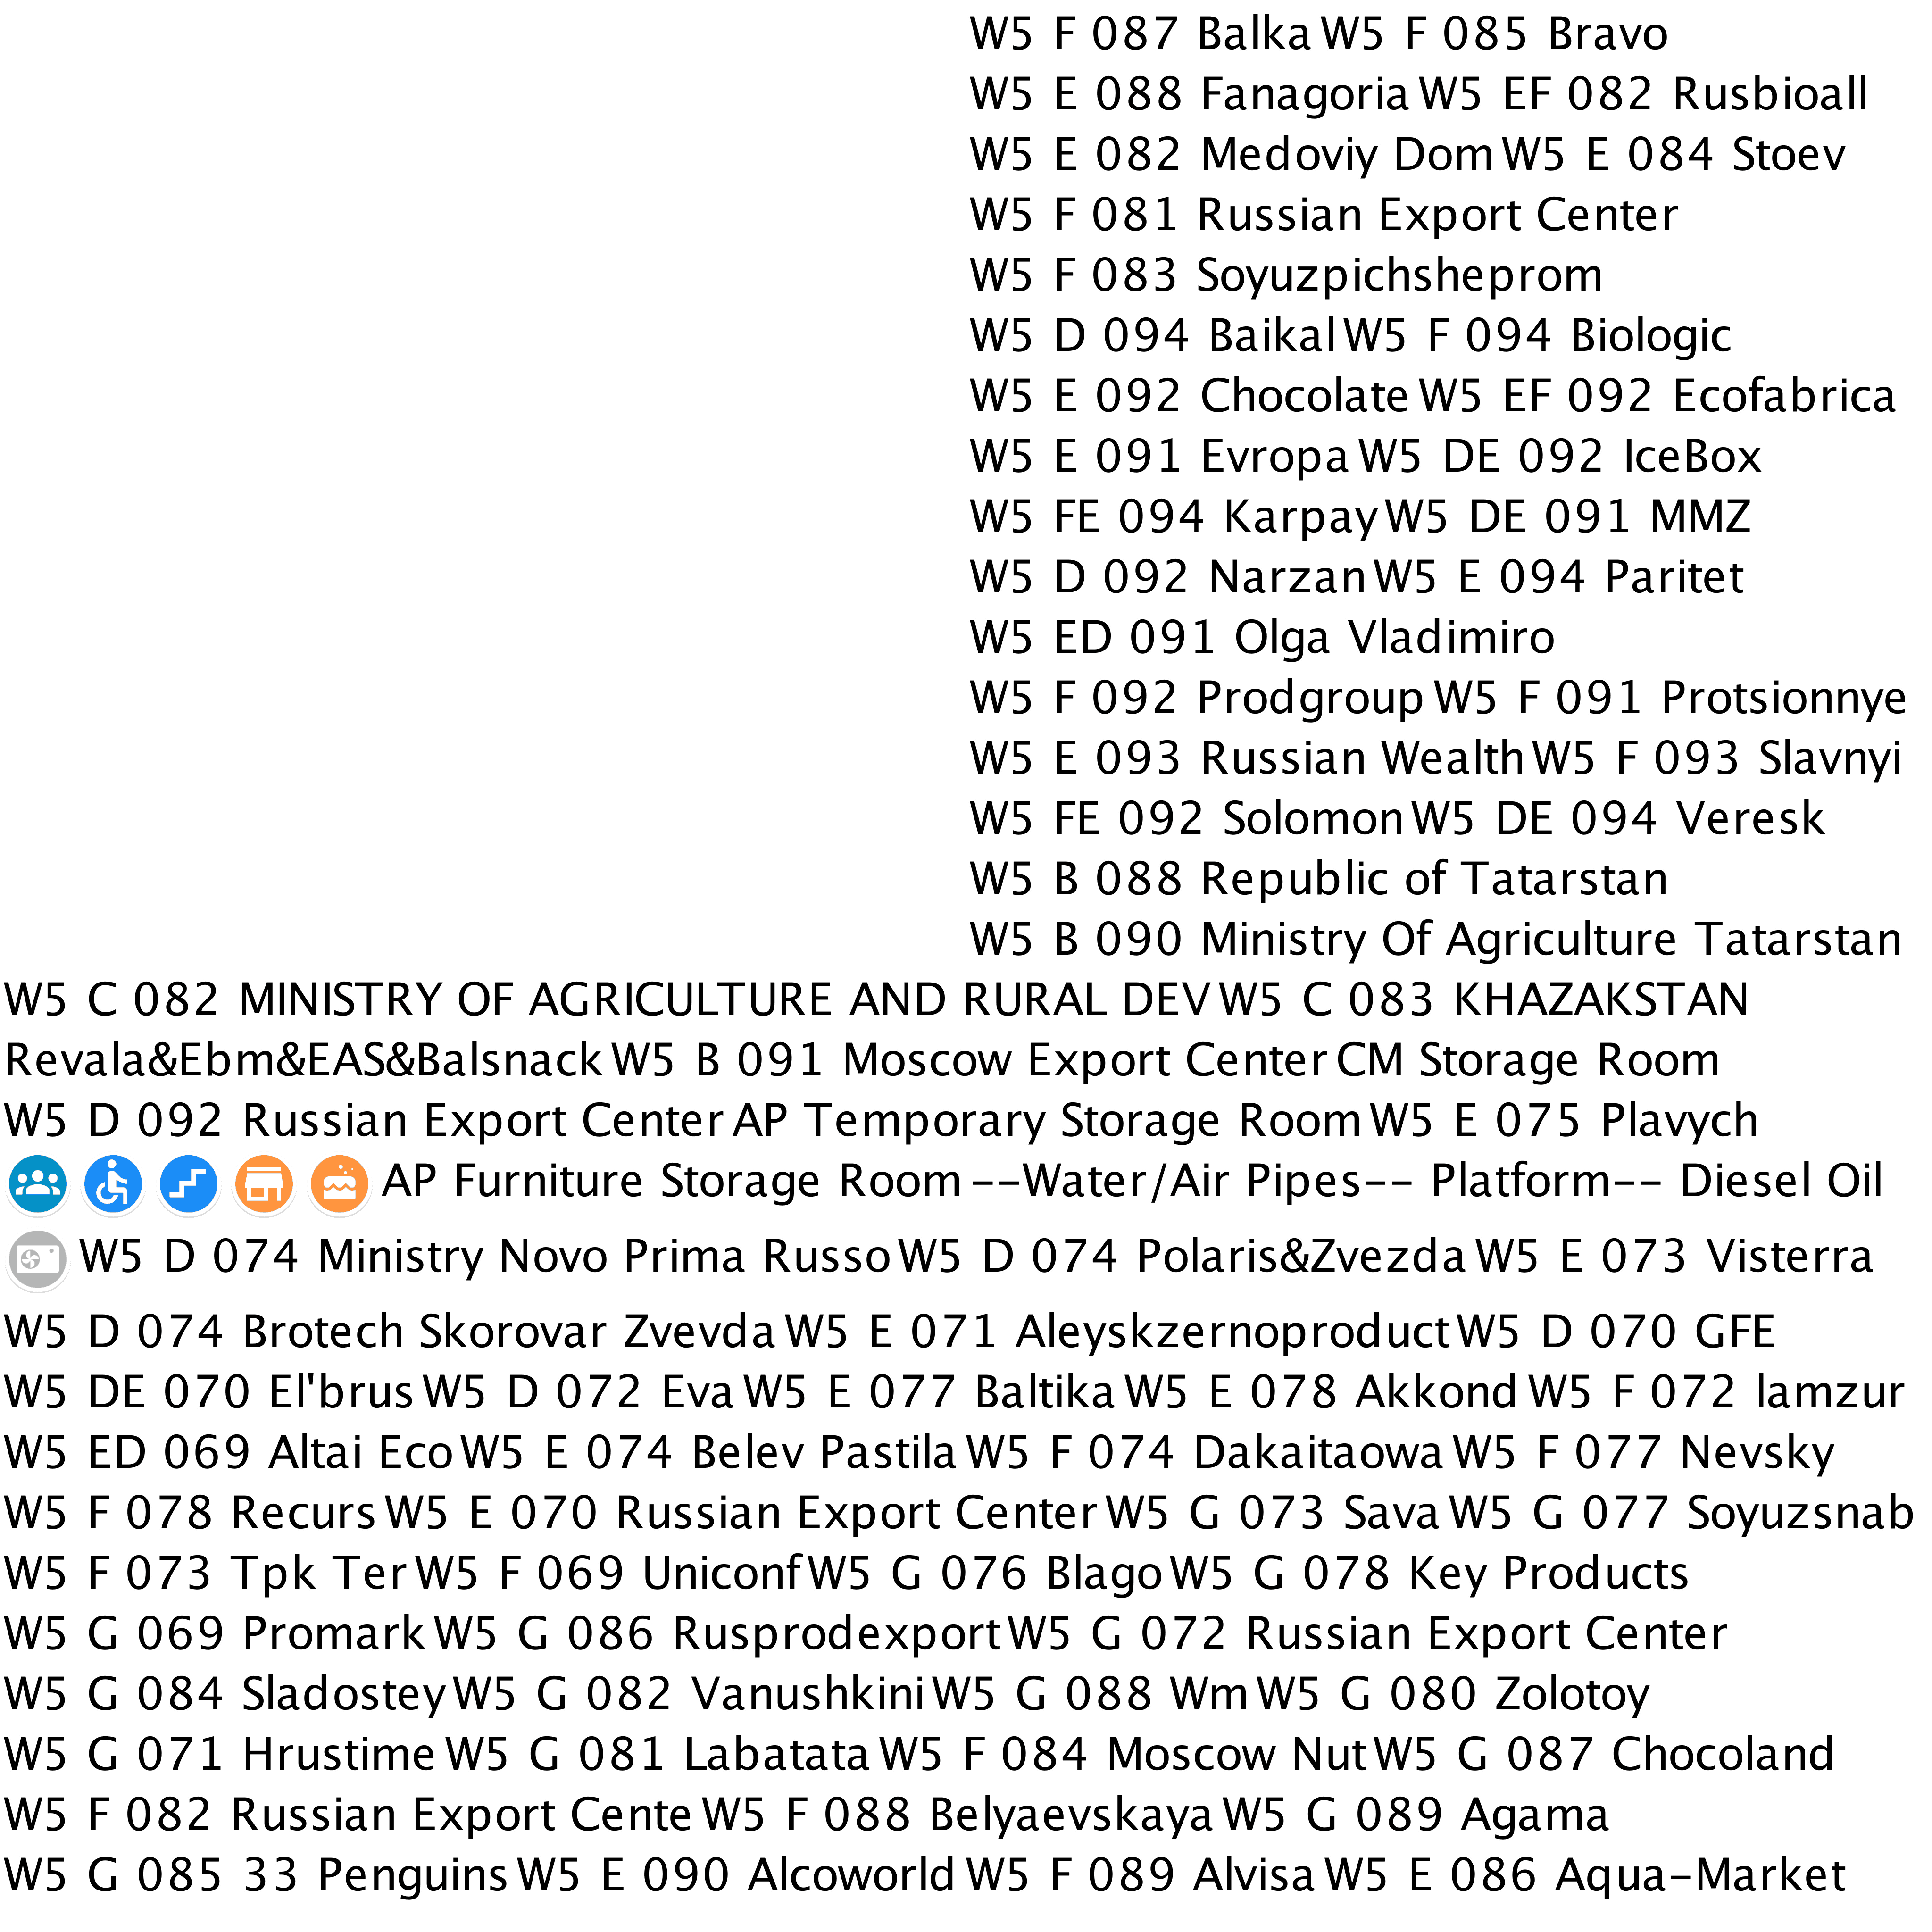 W5 F 087 Balka W5 F 085 Bravo
W5 E 088 Fanagoria W5 EF 082 Rusbioall
W5 E 082 Medoviy Dom W5 E 084 Stoev
W5 F 081 Russian Export Center
W5 F 083 Soyuzpichsheprom
W5 D 094 Baikal W5 F 094 Biologic
W5 E 092 Chocolate W5 EF 092 Ecofabrica
W5 E 091 Evropa W5 DE 092 IceBox
W5 FE 094 Karpay W5 DE 091 MMZ
W5 D 092 Narzan W5 E 094 Paritet
W5 ED 091 Olga Vladimiro
W5 F 092 Prodgroup W5 F 091 Protsionnye
W5 E 093 Russian Wealth W5 F 093 Slavnyi
W5 FE 092 Solomon W5 DE 094 Veresk
W5 B 088 Republic of Tatarstan
W5 B 090 Ministry Of Agriculture Tatarstan
W5 C 082 MINISTRY OF AGRICULTURE AND RURAL DEV W5 C 083 KHAZAKSTAN
Revala&Ebm&EAS&Balsnack W5 B 091 Moscow Export Center CM Storage Room
W5 D 092 Russian Export Center AP Temporary Storage Room W5 E 075 Plavych
AP Furniture Storage Room --Water/Air Pipes-- Platform-- Diesel Oil
W5 D 074 Ministry Novo Prima Russo W5 D 074 Polaris&Zvezda W5 E 073 Visterra
W5 D 074 Brotech Skorovar Zvevda W5 E 071 Aleyskzernoproduct W5 D 070 GFE
W5 DE 070 El'brus W5 D 072 Eva W5 E 077 Baltika W5 E 078 Akkond W5 F 072 lamzur
W5 ED 069 Altai Eco W5 E 074 Belev Pastila W5 F 074 Dakaitaowa W5 F 077 Nevsky
W5 F 078 Recurs W5 E 070 Russian Export Center W5 G 073 Sava W5 G 077 Soyuzsnab
W5 F 073 Tpk Ter W5 F 069 Uniconf W5 G 076 Blago W5 G 078 Key Products
W5 G 069 Promark W5 G 086 Rusprodexport W5 G 072 Russian Export Center
W5 G 084 Sladostey W5 G 082 Vanushkini W5 G 088 Wm W5 G 080 Zolotoy
W5 G 071 Hrustime W5 G 081 Labatata W5 F 084 Moscow Nut W5 G 087 Chocoland
W5 F 082 Russian Export Cente W5 F 088 Belyaevskaya W5 G 089 Agama
W5 G 085 33 Penguins W5 E 090 Alcoworld W5 F 089 Alvisa W5 E 086 Aqua-Market